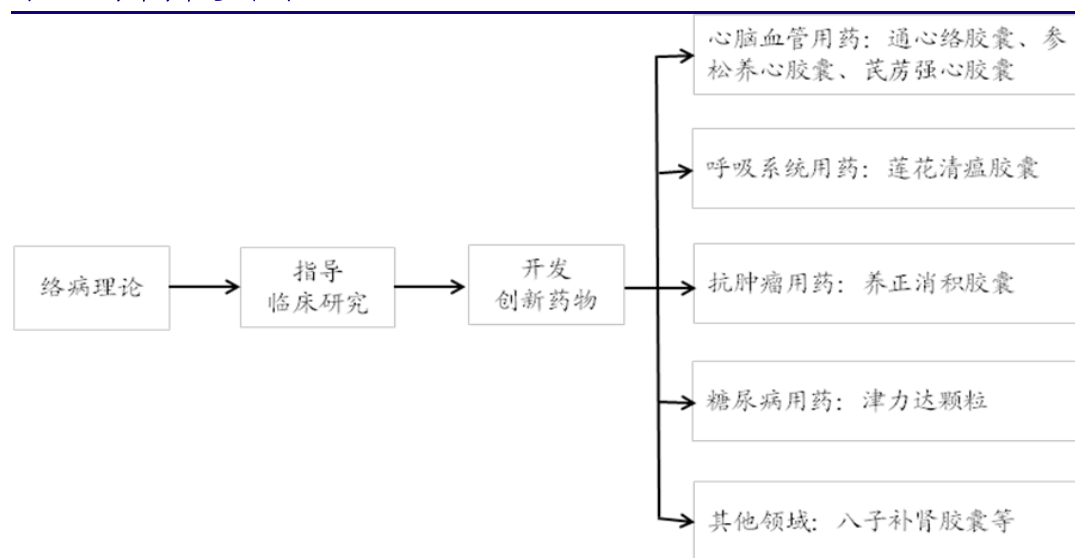 心脑血管用药：通心络胶囊、参
松养心胶囊、芪苈强心胶囊
呼吸系统用药：莲花清瘟胶囊
络病理论
指导
临床研究
开发
创新药物
抗肿瘤用药：养正消积胶囊
糖尿病用药：津力达颗粒
其他领域：八子补肾胶囊等